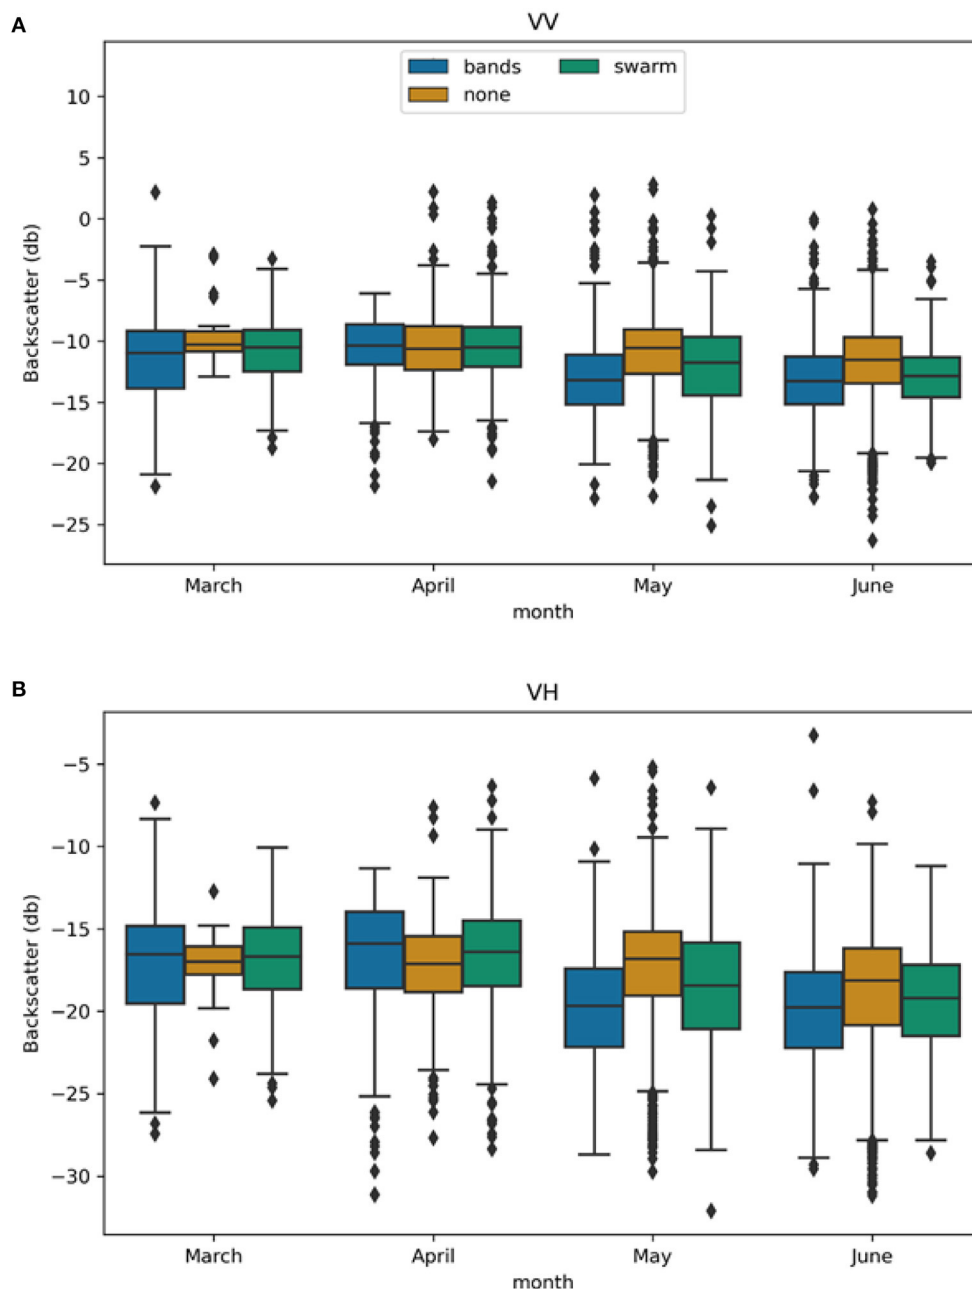 A
VV
bands swarm
none
10
5
0
−5
−10
−15
−20
−25
Backscatter (db)
March April May June
month
B
VH
−5
−10
−15
−20
−25
−30
Backscatter (db)
March April May June
month